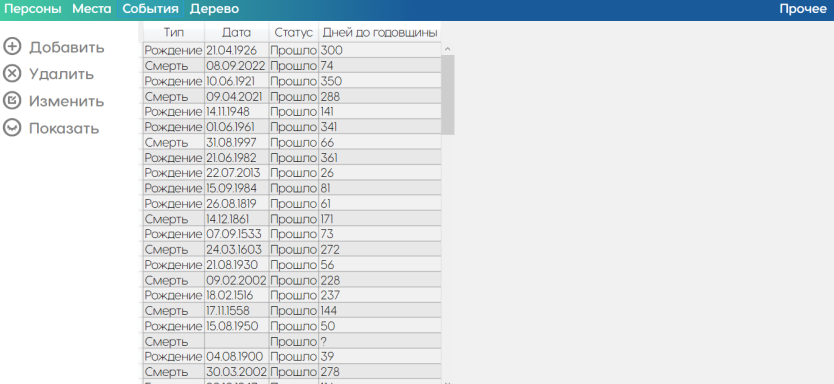 Персоны Места События Дерево Прочее
Добавить
Удалить
Изменить
Показать
Тип Дата Статус Дней до годовщины
Рождение 21.04.1926 Прошло 300
Смерть 08.09.2022 Прошло 74
Рождение 10.06.1921 Прошло 350
Смерть 09.04.2021 Прошло 288
Рождение 14.11.1948 Прошло 141
Рождение 01.06.1961 Прошло 341
Смерть 31.08.1997 Прошло 66
Рождение 21.06.1982 Прошло 361
Рождение 22.07.2013 Прошло 26
Рождение 15.09.1984 Прошло 81
Рождение 26.08.1819 Прошло 61
Смерть 14.12.1861 Прошло 171
Рождение 07.09.1533 Прошло 73
Смерть 24.03.1603 Прошло 272
Рождение 21.08.1930 Прошло 56
Смерть 09.02.2002 Прошло 228
Рождение 18.02.1516 Прошло 237
Смерть 17.11.1558 Прошло 144
Рождение 15.08.1950 Прошло 50
Смерть Прошло ?
Рождение 04.08.1900 Прошло 39
Смерть 30.03.2002 Прошло 278